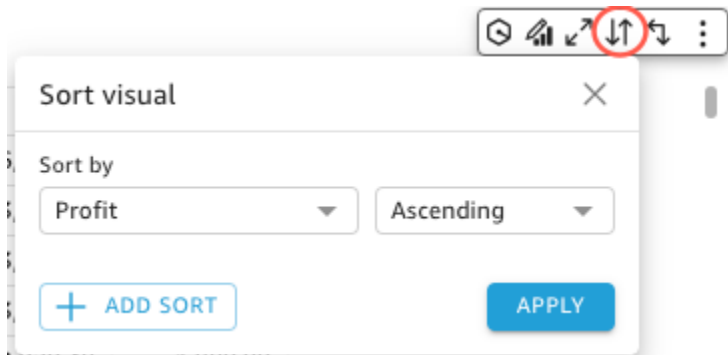 Sort visual
Sort by
Profit
Ascending
ADD SORT
APPLY